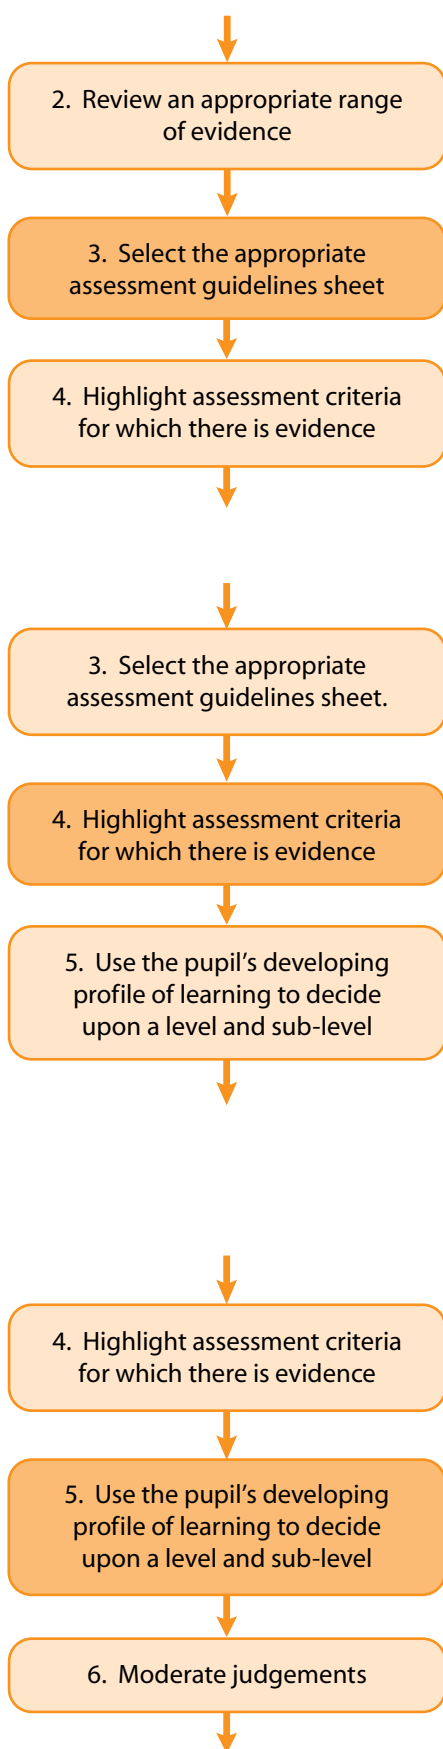 2. Review an appropriate range
of evidence
3. Select the appropriate
assessment guidelines sheet
4. Highlight assessment criteria
for which there is evidence
3. Select the appropriate
assessment guidelines sheet.
4. Highlight assessment criteria
for which there is evidence
5. Use the pupil’s developing
profile of learning to decide
upon a level and sub-level
4. Highlight assessment criteria
for which there is evidence
5. Use the pupil’s developing
profile of learning to decide
upon a level and sub-level
6. Moderate judgements